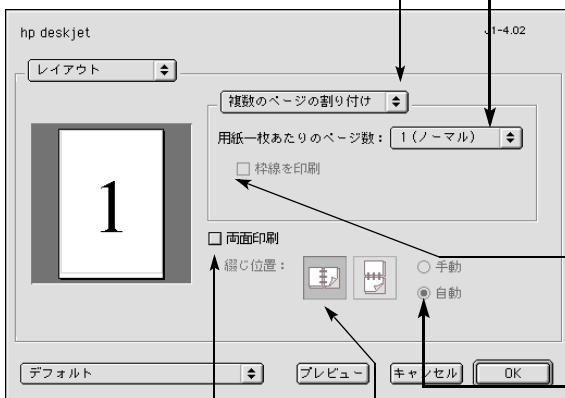 hp deskjet
J1-4.02
レイアウト
複数のページの割り付け
用紙一枚あたりのページ数： 1 (ノーマル)
枠線を印刷
1
両面印刷
綴じ位置：
手動
自動
デフォルト
プレビュー
キャンセル
OK